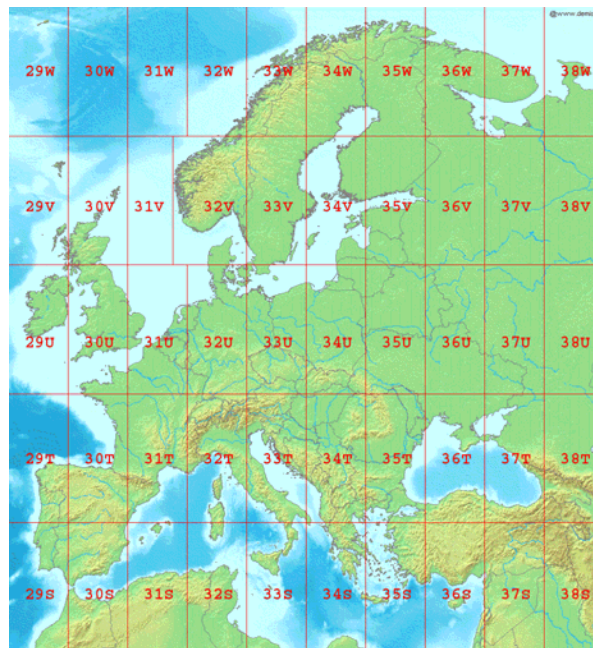 @www.demis
29W 30W 31W 32W 33W 34W 35W 36W 37W 38W
29V 30V 31V 32V 33V 34V 35V 36V 37V 38V
29U 30U 31U 32U 33U 34U 35U 36U 37U 38U
29T 30T 31T 32T 33T 34T 35T 36T 37T 38T
29S 30S 31S 32S 33S 34S 35S 36S 37S 38S